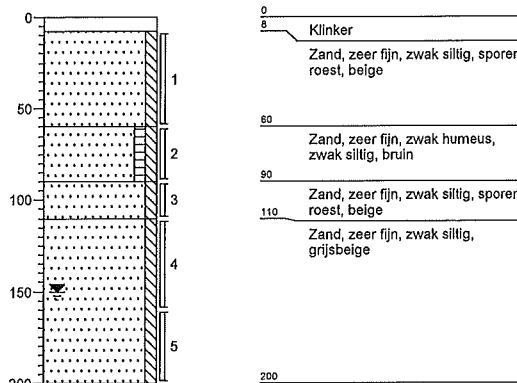 0
0
8
Klinker
Zand, zeer fijn, zwak siltig, sporen
roest, beige
1
50
60
Zand, zeer fijn, zwak humeus,
zwak siltig, bruin
2
90
Zand, zeer fijn, zwak siltig, sporen
roest, beige
3
100
110
Zand, zeer fijn, zwak siltig,
grijsbeige
4
150
5
200
200